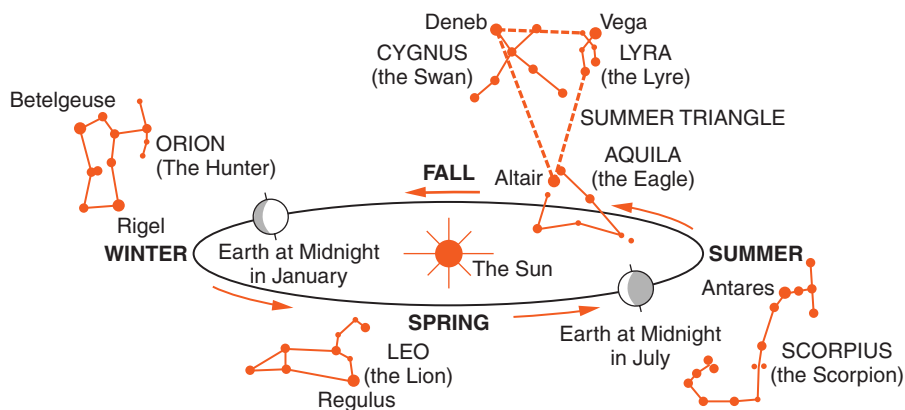 Deneb
Vega
CYGNUS
(the Swan)
LYRA
(the Lyre)
Betelgeuse
ORION
(The Hunter)
SUMMER TRIANGLE
Altair
AQUILA
(the Eagle)
FALL
Rigel
WINTER
Earth at Midnight
in January
The Sun
SUMMER
Antares
SPRING
Earth at Midnight
in July
LEO
(the Lion)
Regulus
SCORPIUS
(the Scorpion)